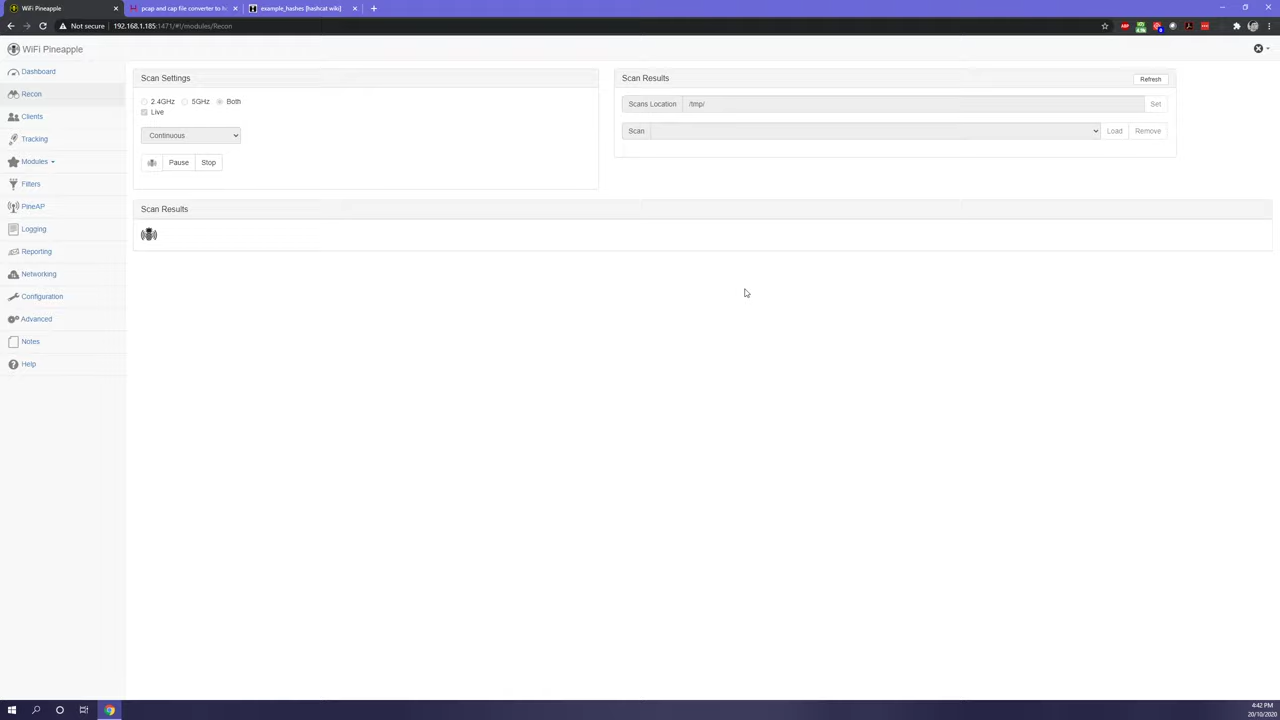 WiFi Pineapple
pcap and cap file converter to h
example_hashes [hashcat wiki]
Not secure
192.168.1.185:1471/#!/modules/Recon
WiFi Pineapple
Dashboard
Recon
Clients
Tracking
Modules
Filters
PineAP
Logging
Reporting
Networking
Configuration
Advanced
Notes
Help
Scan Settings
2.4GHz 5GHz Both
Live
Continuous
Pause Stop
Scan Results
Refresh
Scans Location /tmp/ Set
Scan Load Remove
Scan Results
4:42 PM
20/10/2020